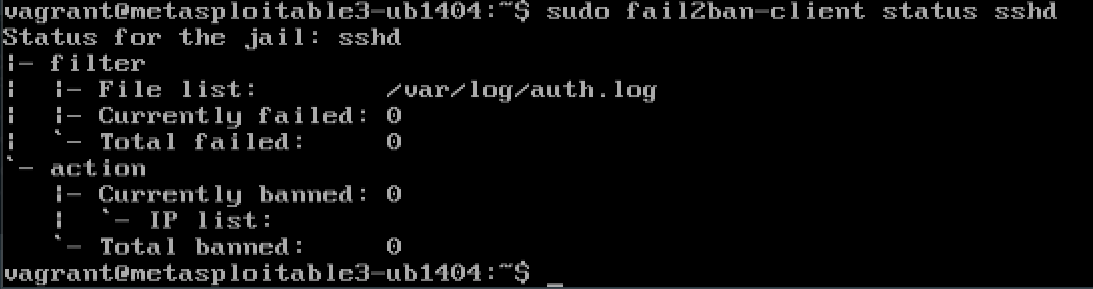 vagrant@metasploitable3-ub1404:~$ sudo fail2ban-client status sshd
Status for the jail: sshd
|- filter
|  |- File list:        /var/log/auth.log
|  |- Currently failed: 0
|  `- Total failed:     0
`- action
   |- Currently banned: 0
   |  `- IP list:
   `- Total banned:     0
vagrant@metasploitable3-ub1404:~$ _